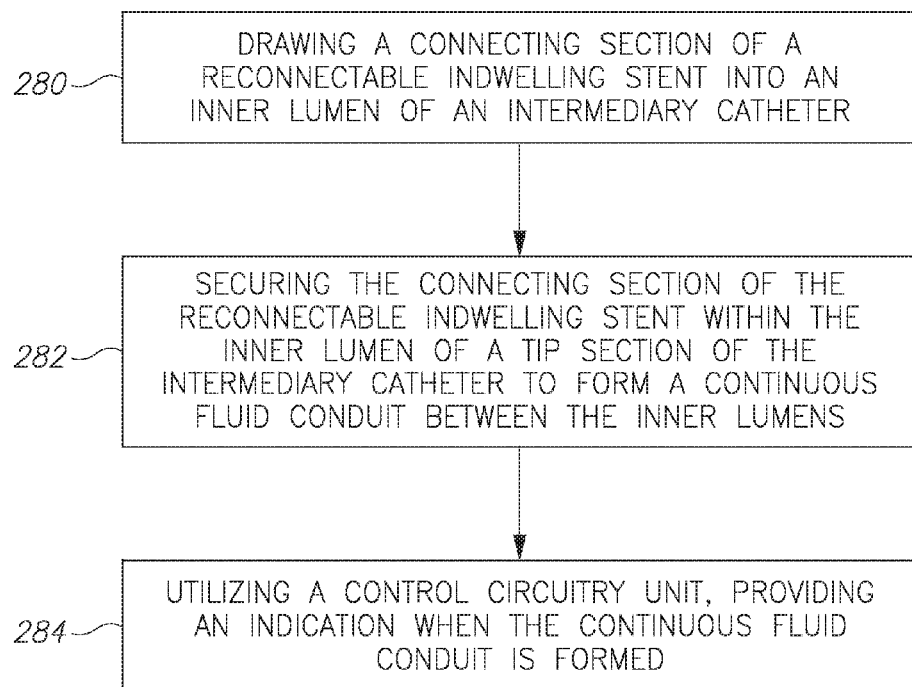 DRAWING A CONNECTING SECTION OF A
280 RECONNECTABLE INDWELLING STENT INTO AN
INNER LUMEN OF AN INTERMEDIARY CATHETER
SECURING THE CONNECTING SECTION OF THE
RECONNECTABLE INDWELLING STENT WITHIN THE
282 INNER LUMEN OF A TIP SECTION OF THE
INTERMEDIARY CATHETER TO FORM A CONTINUOUS
FLUID CONDUIT BETWEEN THE INNER LUMENS
UTILIZING A CONTROL CIRCUITRY UNIT, PROVIDING
284 AN INDICATION WHEN THE CONTINUOUS FLUID
CONDUIT IS FORMED